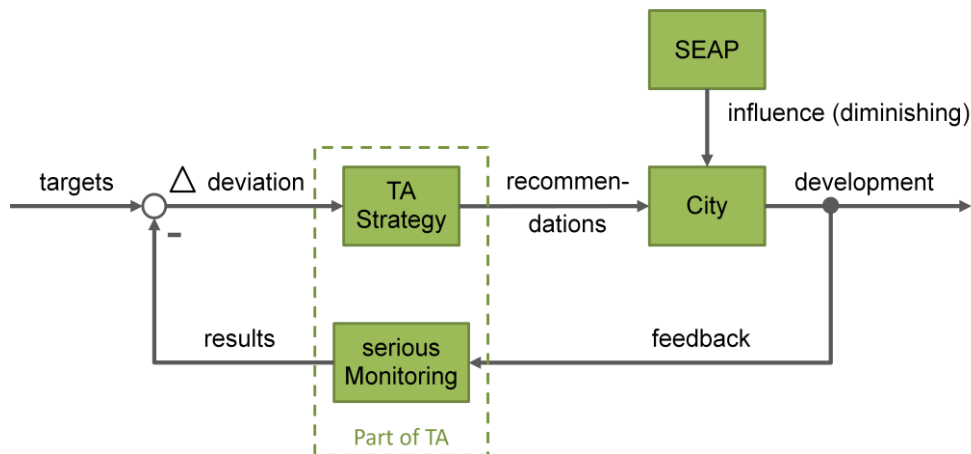 SEAP
influence (diminishing)
targets
Δ deviation
TA
Strategy
recommen-
dations
City
development
-
results
serious
Monitoring
feedback
Part of TA